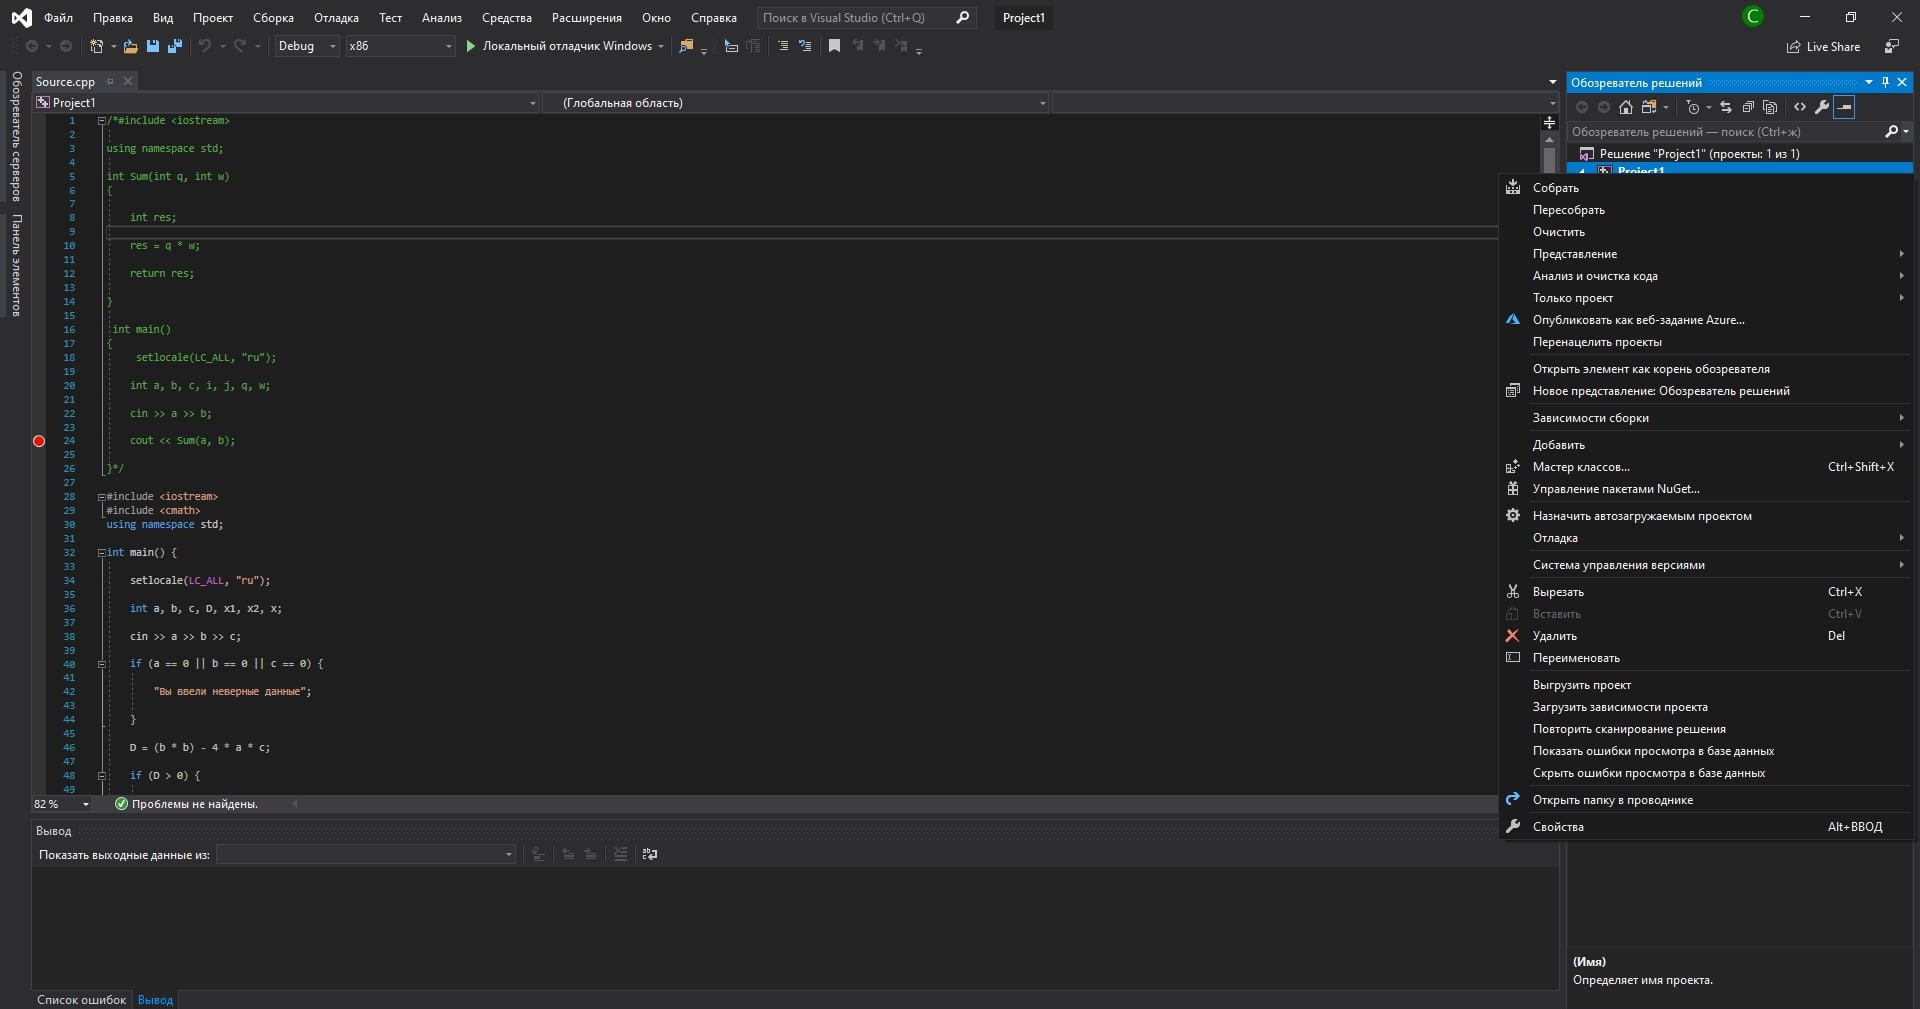 Файл Правка Вид Проект Сборка Отладка Тест Анализ Средства Расширения Окно Справка Поиск в Visual Studio (Ctrl+Q) Project1 C
Debug x86 Локальный отладчик Windows Live Share
Обозреватель серверов
Панель элементов
Source.cpp
Project1 (Глобальная область)
1 /*#include <iostream>
2
3 using namespace std;
4
5 int Sum(int q, int w)
6 {
7
8 int res;
9
10 res = q * w;
11
12 return res;
13
14 }
15
16 int main()
17 {
18 setlocale(LC_ALL, "ru");
19
20 int a, b, c, i, j, q, w;
21
22 cin >> a >> b;
23
24 cout << Sum(a, b);
25
26 }*/
27
28 #include <iostream>
29 #include <cmath>
30 using namespace std;
31
32 int main() {
33
34 setlocale(LC_ALL, "ru");
35
36 int a, b, c, D, x1, x2, x;
37
38 cin >> a >> b >> c;
39
40 if (a == 0 || b == 0 || c == 0) {
41
42 "Вы ввели неверные данные";
43
44 }
45
46 D = (b * b) - 4 * a * c;
47
48 if (D > 0) {
49
82 % Проблемы не найдены.
Вывод
Показать выходные данные из:
Список ошибок Вывод
Обозреватель решений
Обозреватель решений — поиск (Ctrl+ж)
Решение "Project1" (проекты: 1 из 1)
Project1
Собрать
Пересобрать
Очистить
Представление
Анализ и очистка кода
Только проект
Опубликовать как веб-задание Azure...
Перенацелить проекты
Открыть элемент как корень обозревателя
Новое представление: Обозреватель решений
Зависимости сборки
Добавить
Мастер классов... Ctrl+Shift+X
Управление пакетами NuGet...
Назначить автозагружаемым проектом
Отладка
Система управления версиями
Вырезать Ctrl+X
Вставить Ctrl+V
Удалить Del
Переименовать
Выгрузить проект
Загрузить зависимости проекта
Повторить сканирование решения
Показать ошибки просмотра в базе данных
Скрыть ошибки просмотра в базе данных
Открыть папку в проводнике
Свойства Alt+ВВОД
(Имя)
Определяет имя проекта.